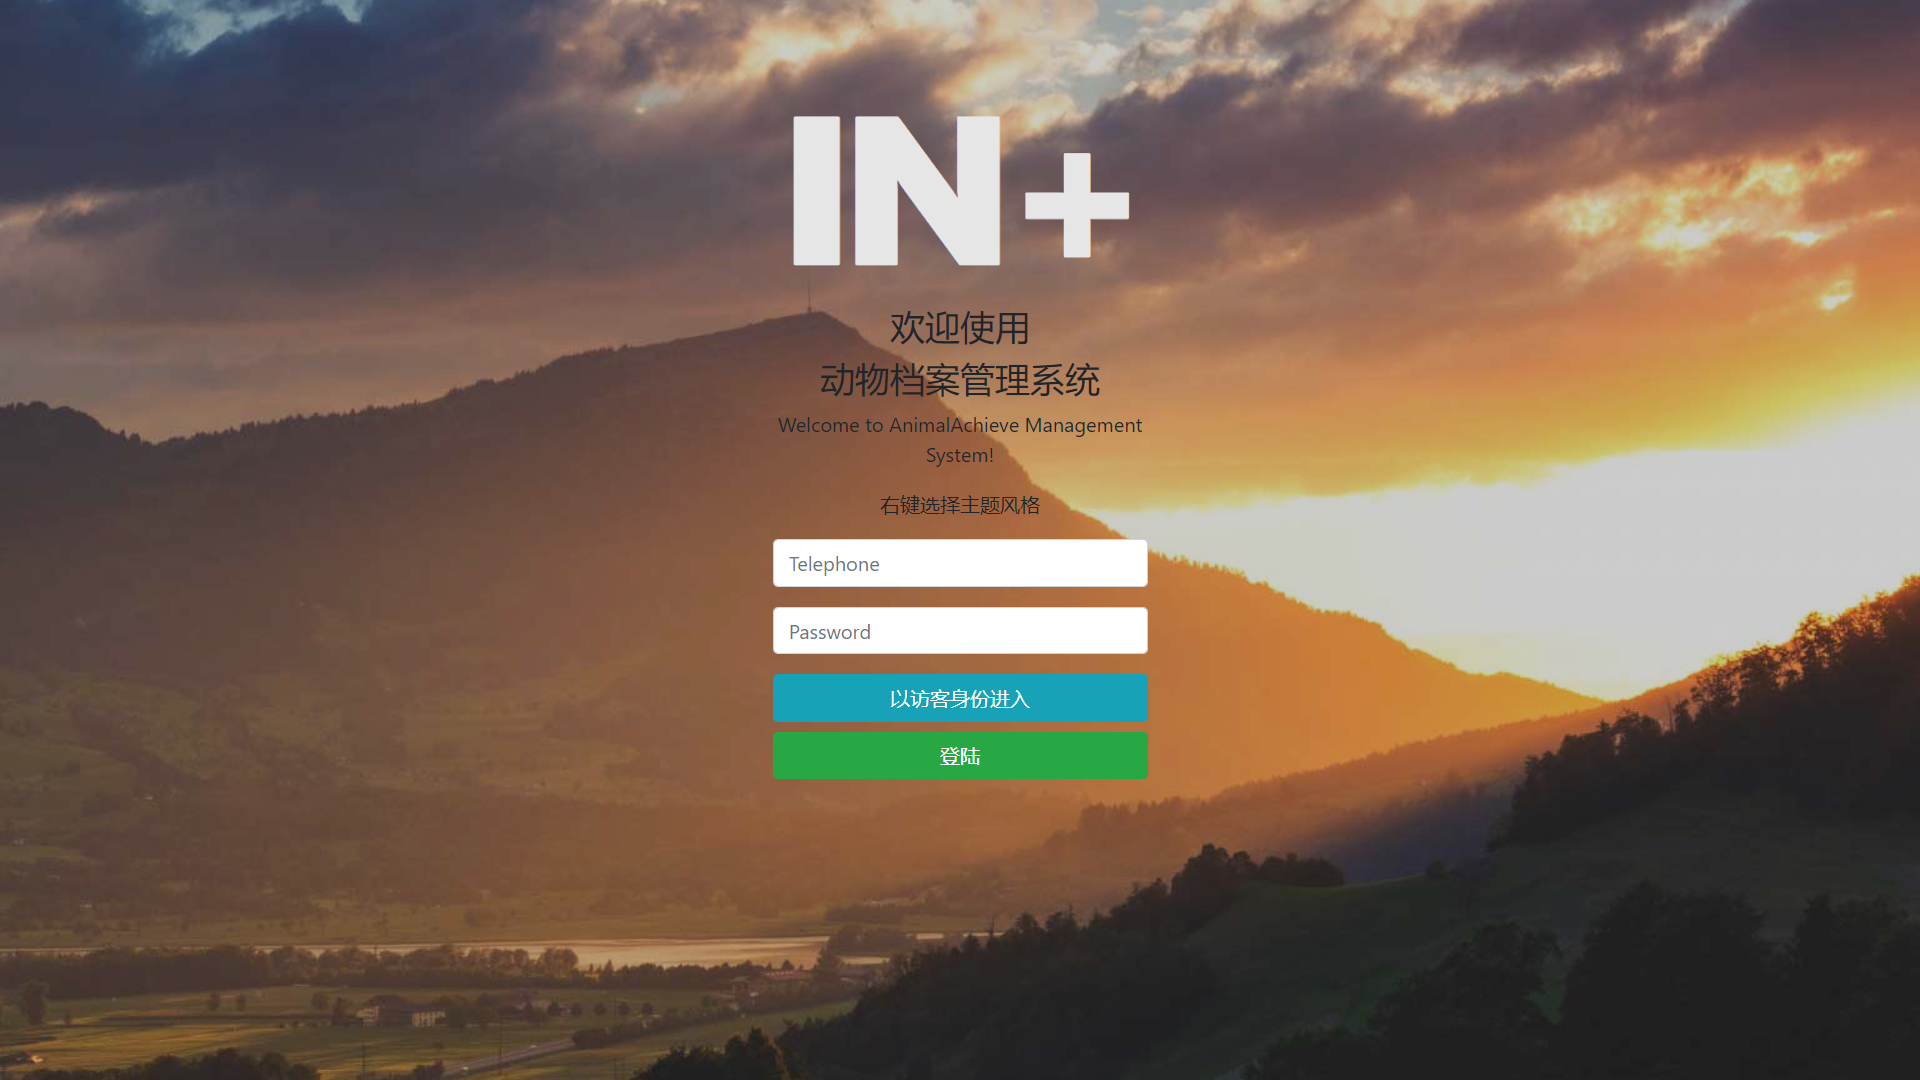 IN+
欢迎使用
动物档案管理系统
Welcome to AnimalAchieve Management
System!
右键选择主题风格
Telephone
Password
以访客身份进入
登陆